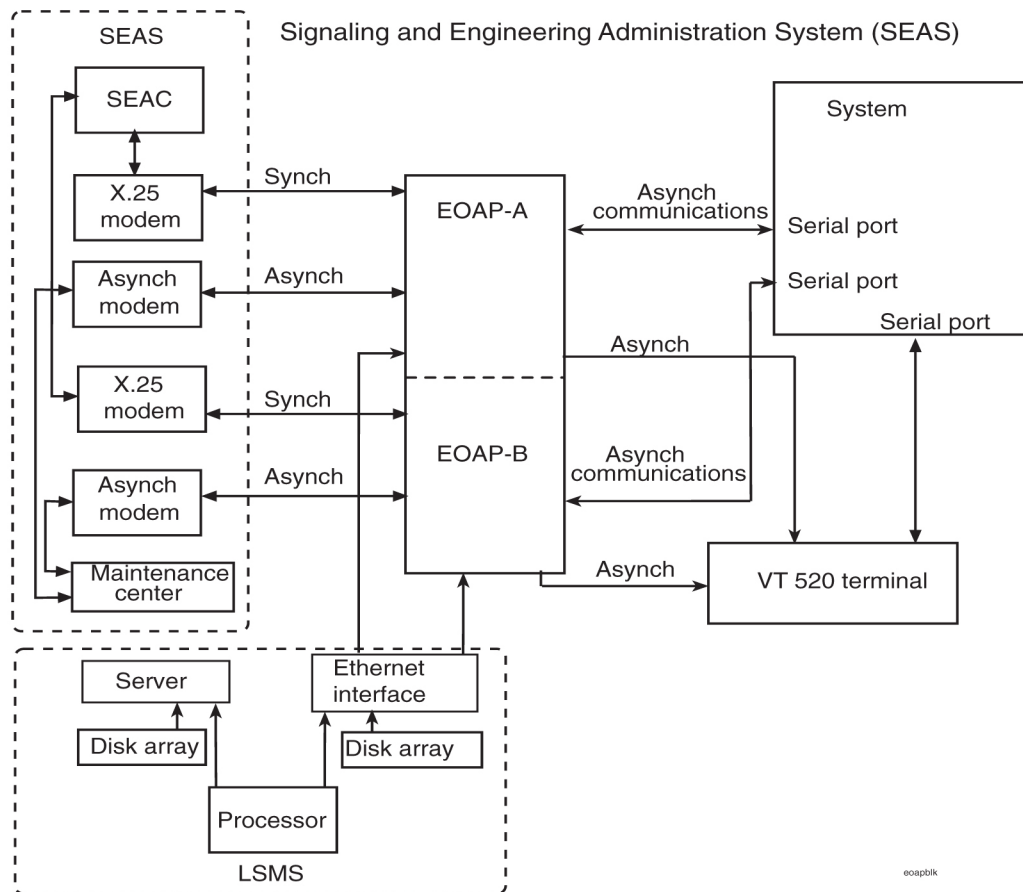 SEAS
Signaling and Engineering Administration System (SEAS)
SEAC
System
X.25
modem
Synch
EOAP-A
Asynch
communications
Serial port
Asynch
modem
Asynch
Serial port
Serial port
Asynch
X.25
modem
Synch
EOAP-B
Asynch
communications
Asynch
modem
Asynch
Maintenance
center
Asynch
VT 520 terminal
Server
Ethernet
interface
Disk array
Disk array
Processor
LSMS
eoapblk